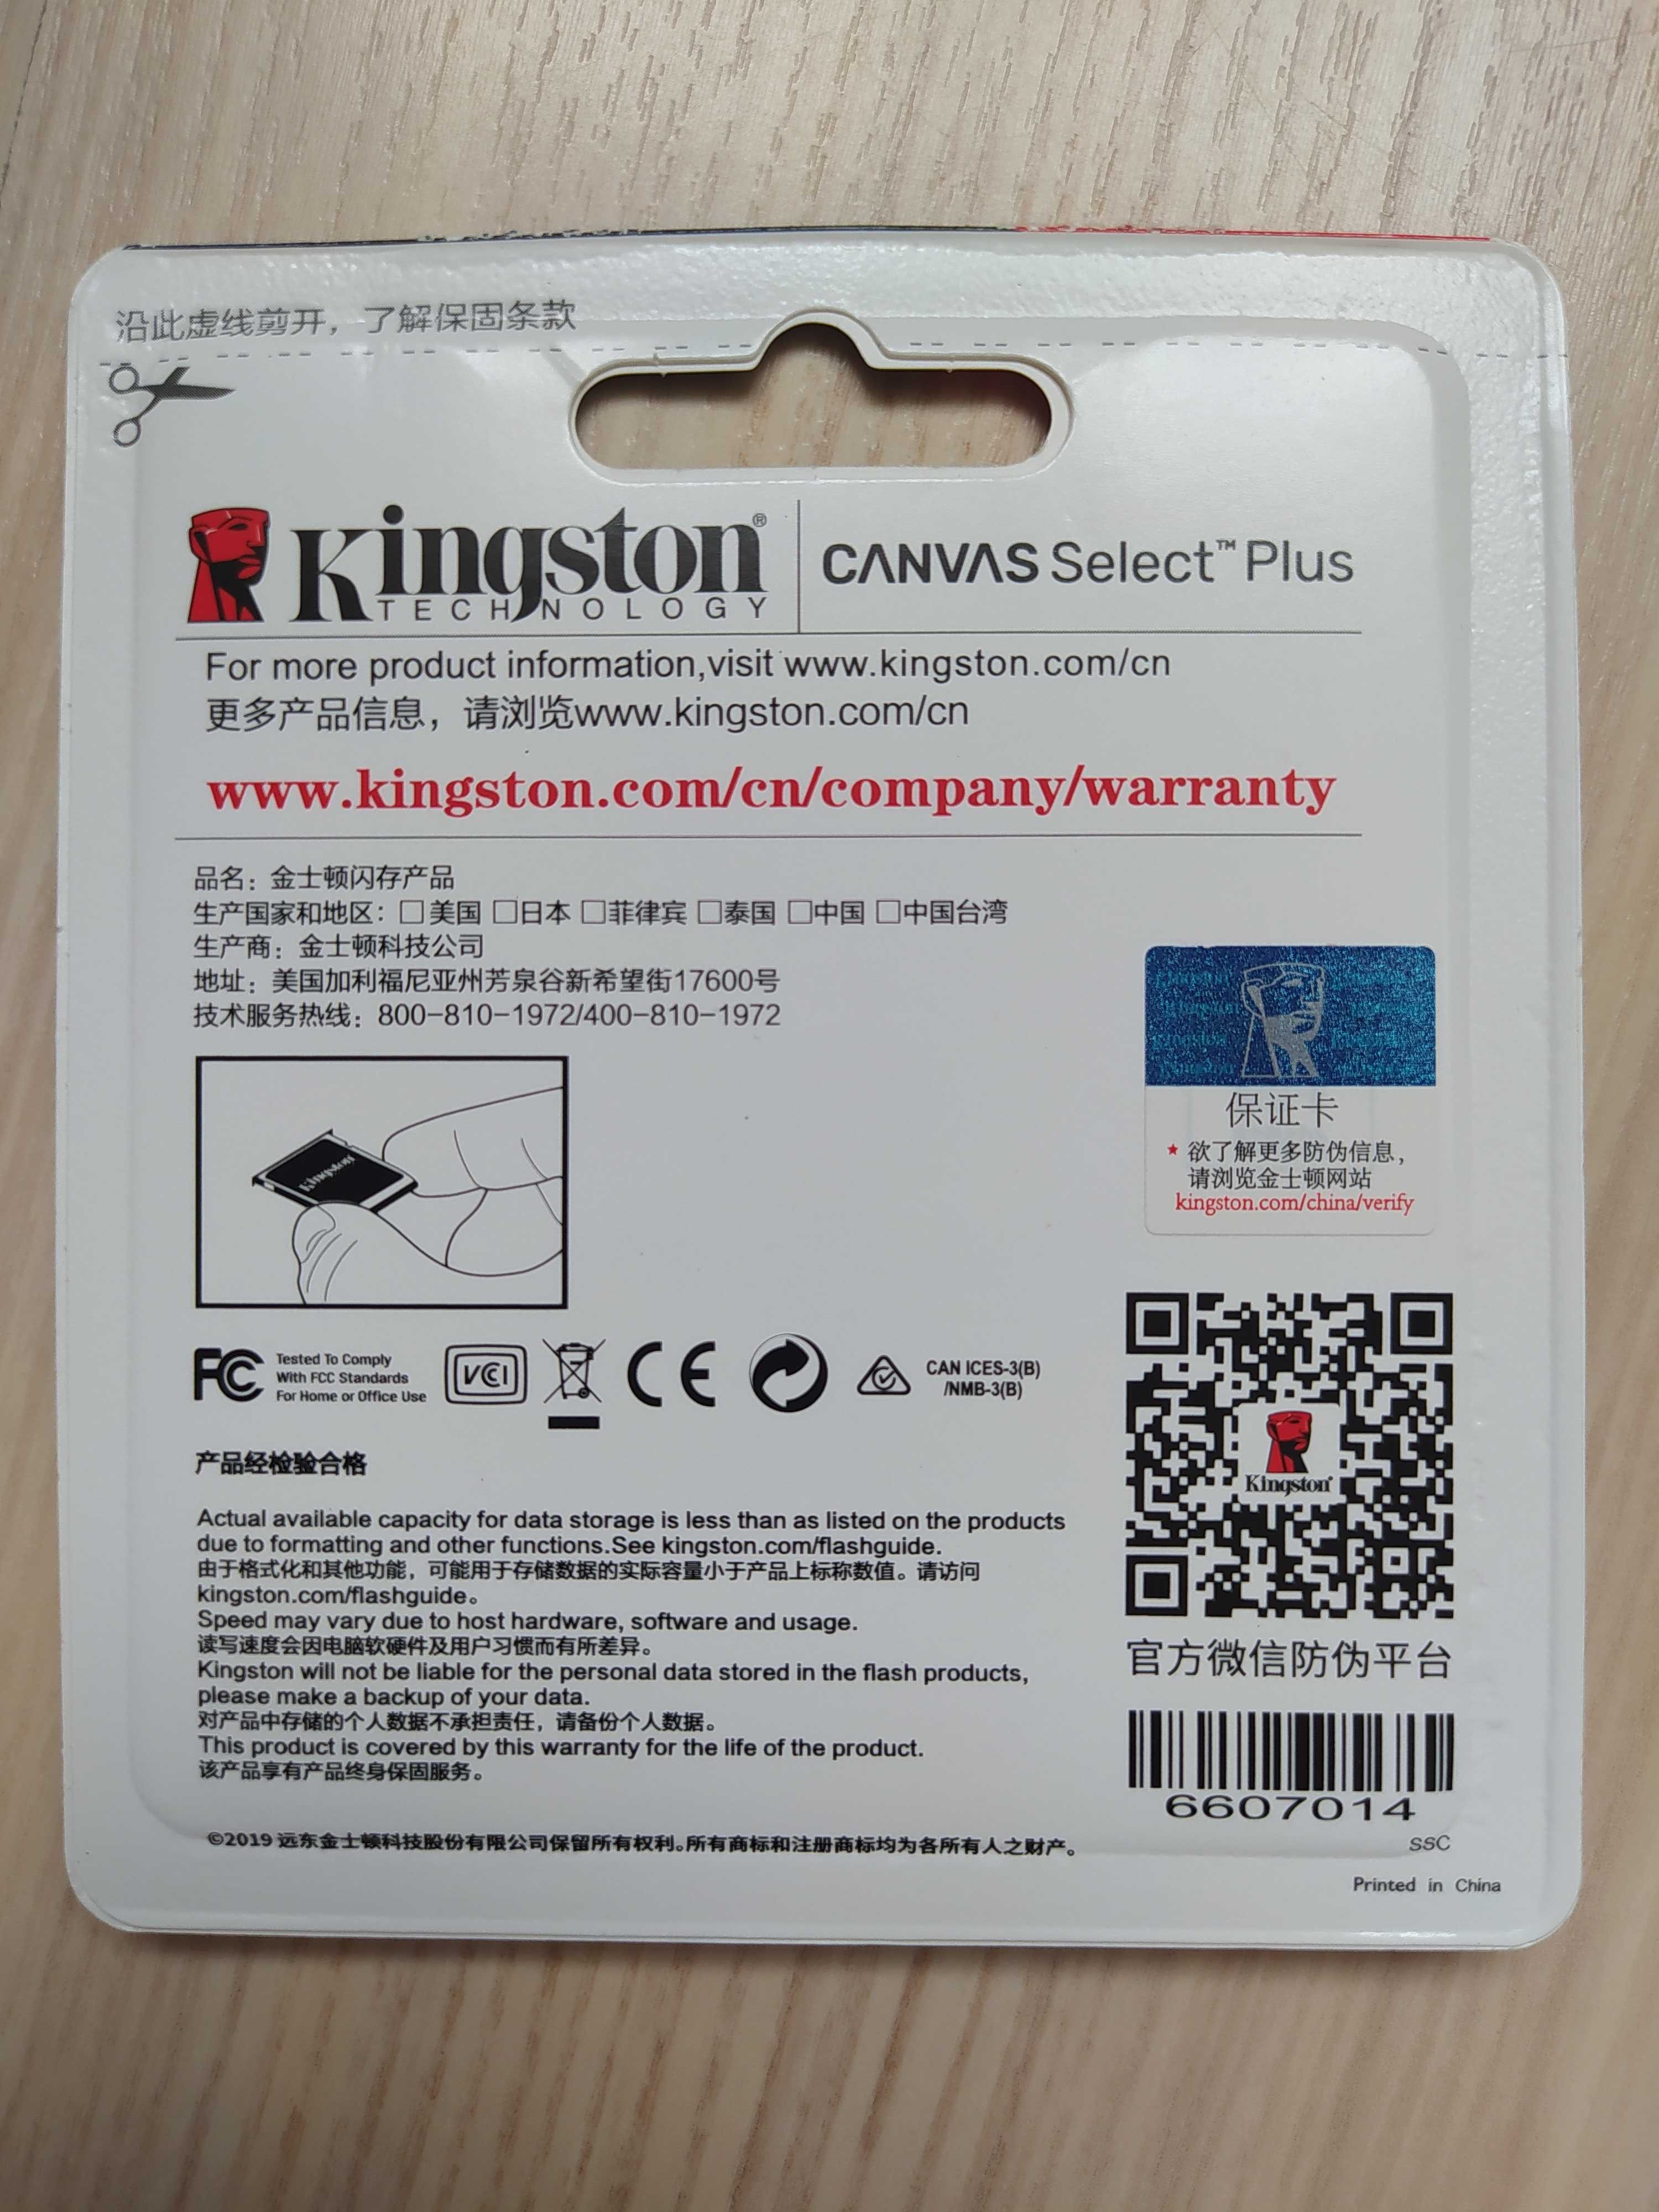 沿此虚线剪开，了解保固条款
Kingston®
TECHNOLOGY
CANVAS Select™ Plus
For more product information,visit www.kingston.com/cn
更多产品信息，请浏览www.kingston.com/cn
www.kingston.com/cn/company/warranty
品名：金士顿闪存产品
生产国家和地区：□美国 □日本 □菲律宾 □泰国 □中国 □中国台湾
生产商：金士顿科技公司
地址：美国加利福尼亚州芳泉谷新希望街17600号
技术服务热线：800-810-1972/400-810-1972
Kingston
保证卡
★ 欲了解更多防伪信息，
请浏览金士顿网站
kingston.com/china/verify
FC
Tested To Comply
With FCC Standards
For Home or Office Use
VCI
CE
CAN ICES-3(B)
/NMB-3(B)
Kingston
产品经检验合格
Actual available capacity for data storage is less than as listed on the products
due to formatting and other functions.See kingston.com/flashguide.
由于格式化和其他功能，可能用于存储数据的实际容量小于产品上标称数值。请访问
kingston.com/flashguide。
Speed may vary due to host hardware, software and usage.
读写速度会因电脑软硬件及用户习惯而有所差异。
Kingston will not be liable for the personal data stored in the flash products,
please make a backup of your data.
对产品中存储的个人数据不承担责任，请备份个人数据。
This product is covered by this warranty for the life of the product.
该产品享有产品终身保固服务。
官方微信防伪平台
6607014
SSC
©2019 远东金士顿科技股份有限公司保留所有权利。所有商标和注册商标均为各所有人之财产。
Printed in China